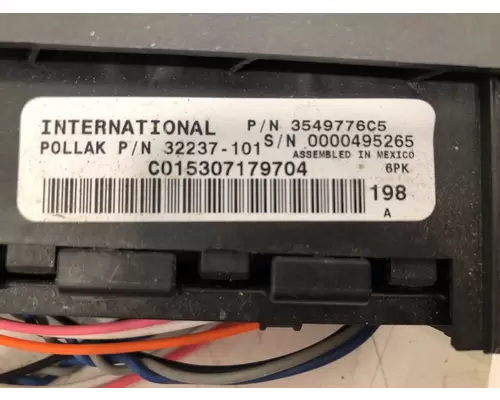 INTERNATIONAL P/N 3549776C5
POLLAK P/N 32237-101 S/N 0000495265
ASSEMBLED IN MEXICO
C015307179704 6PK
198
A